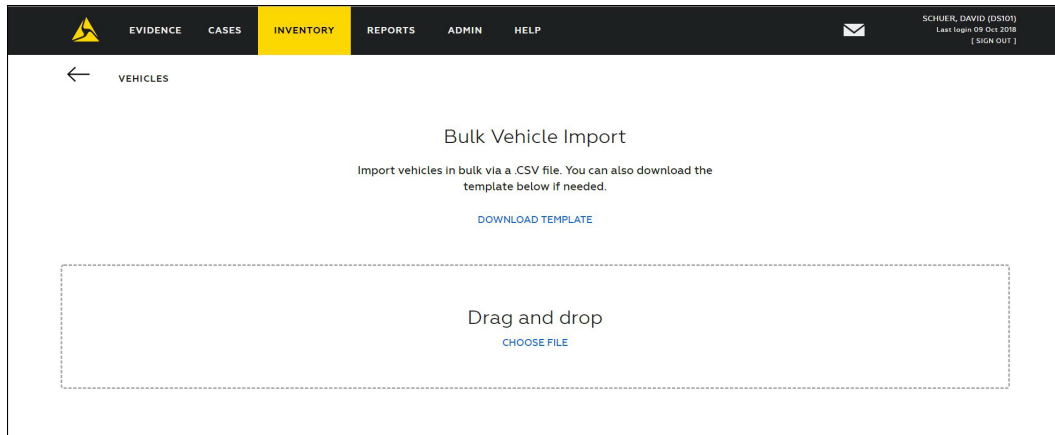 EVIDENCE CASES INVENTORY REPORTS ADMIN HELP
SCHUER, DAVID (DS101)
Last login 09 Oct 2018
[ SIGN OUT ]
VEHICLES
Bulk Vehicle Import
Import vehicles in bulk via a .CSV file. You can also download the
template below if needed.
DOWNLOAD TEMPLATE
Drag and drop
CHOOSE FILE